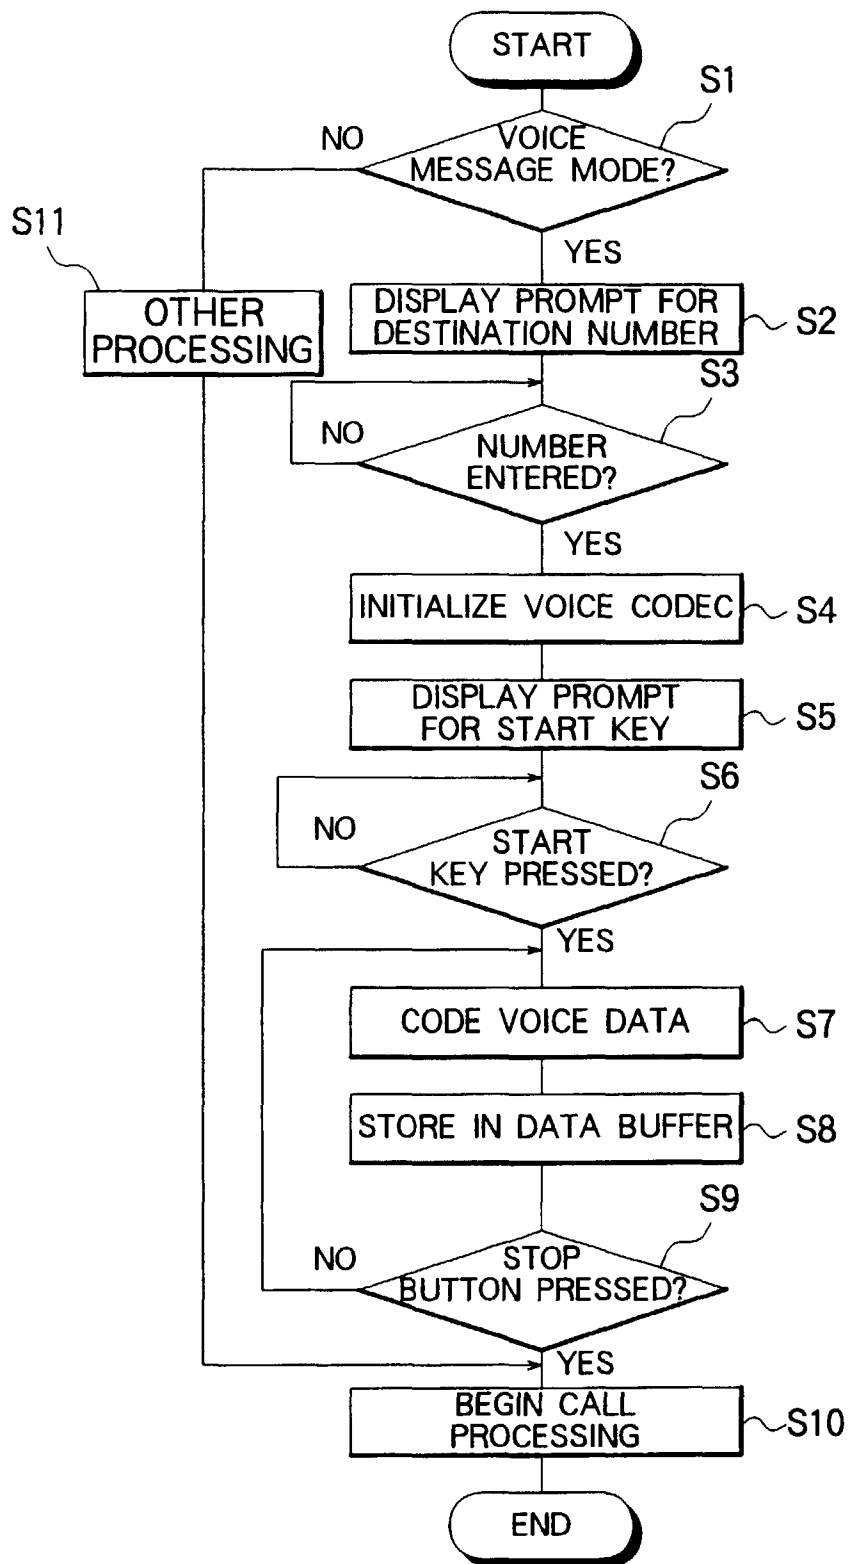 START
S1
NO
VOICE
MESSAGE MODE?
S11
YES
OTHER
PROCESSING
DISPLAY PROMPT FOR
DESTINATION NUMBER
S2
S3
NO
NUMBER
ENTERED?
YES
INITIALIZE VOICE CODEC
S4
DISPLAY PROMPT
FOR START KEY
S5
S6
NO
START
KEY PRESSED?
YES
CODE VOICE DATA
S7
STORE IN DATA BUFFER
S8
S9
NO
STOP
BUTTON PRESSED?
YES
BEGIN CALL
PROCESSING
S10
END